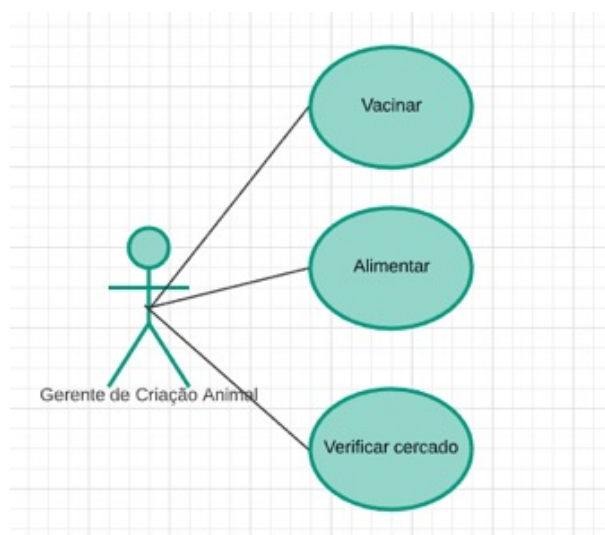 Vacinar
Alimentar
Gerente de Criação Animal
Verificar cercado